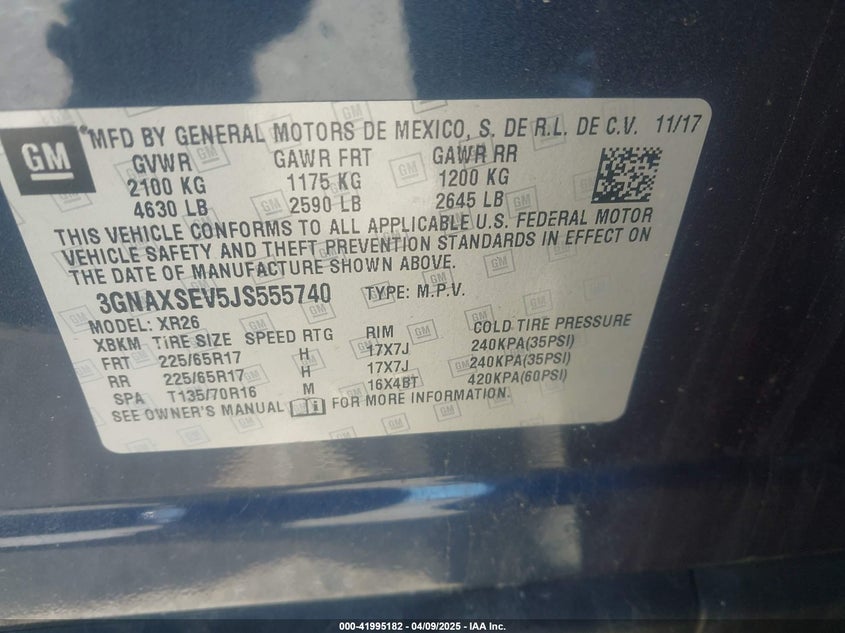 GM
MFD BY GENERAL MOTORS DE MEXICO, S. DE R.L. DE C.V. 11/17
GVWR GAWR FRT GAWR RR
2100 KG 1175 KG 1200 KG
4630 LB 2590 LB 2645 LB
THIS VEHICLE CONFORMS TO ALL APPLICABLE U.S. FEDERAL MOTOR
VEHICLE SAFETY AND THEFT PREVENTION STANDARDS IN EFFECT ON
THE DATE OF MANUFACTURE SHOWN ABOVE.
3GNAXSEV5JS555740 TYPE: M.P.V.
MODEL: XR26
XBKM TIRE SIZE SPEED RTG RIM COLD TIRE PRESSURE
FRT 225/65R17 H 17X7J 240KPA(35PSI)
RR 225/65R17 H 17X7J 240KPA(35PSI)
SPA T135/70R16 M 16X4BT 420KPA(60PSI)
SEE OWNER'S MANUAL FOR MORE INFORMATION.
000-41995182 - 04/09/2025 - IAA Inc.